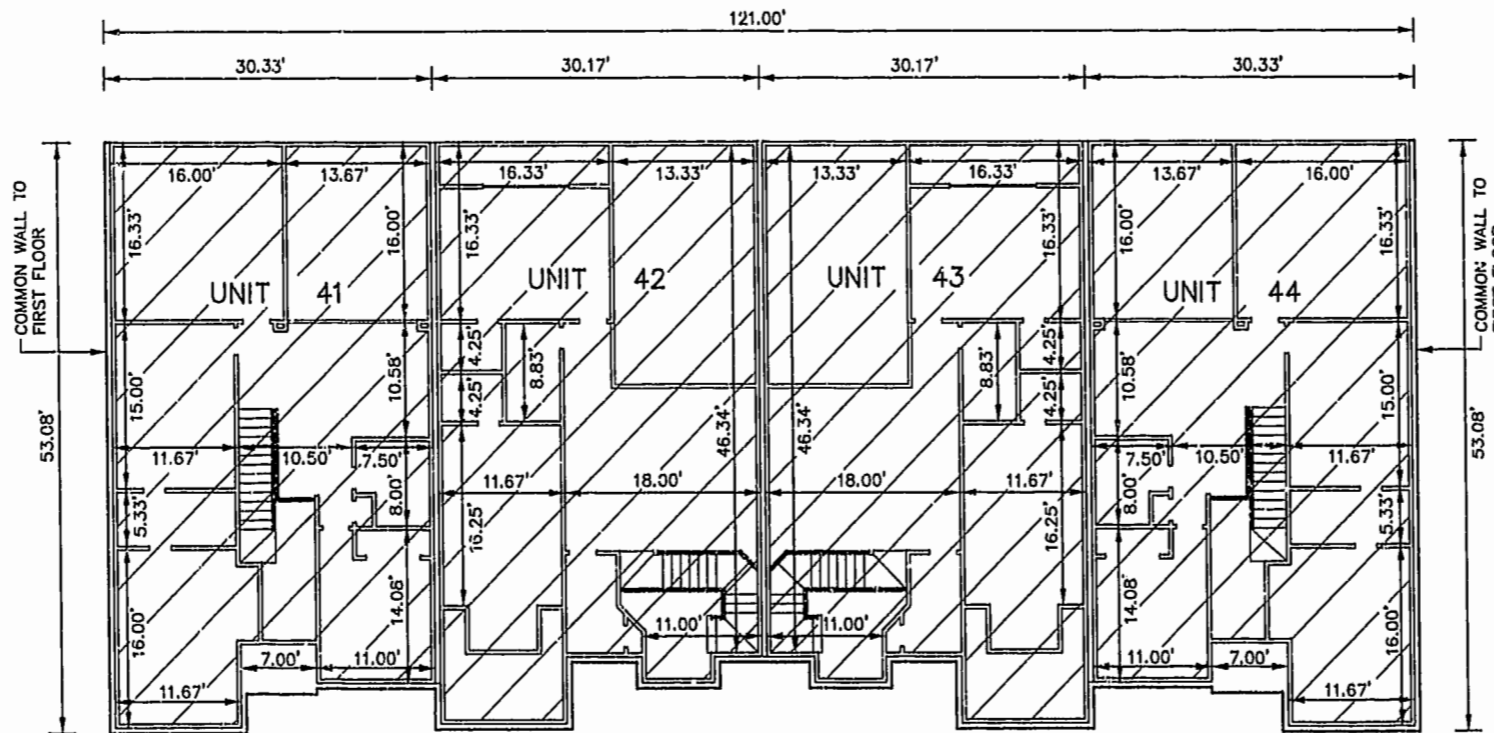 121.00'
30.33' 30.17' 30.17' 30.33'
16.00' 13.67' 16.33' 13.33' 13.33' 16.33' 13.67' 16.00'
16.33' 16.00' 16.33' 16.33' 16.00' 16.33'
COMMON WALL TO
FIRST FLOOR
UNIT 41 UNIT 42 UNIT 43 UNIT 44
COMMON WALL TO
53.08' 15.00' 10.58' 4.25' 8.83' 8.83' 4.25' 10.58' 15.00' 53.08'
4.25' 46.34' 46.34' 4.25'
11.67' 10.50' 7.50' 7.50' 10.50' 11.67'
5.33' 8.00' 11.67' 18.00' 18.00' 11.67' 8.00' 5.33'
16.25' 16.25'
16.00' 14.08' 11.00' 11.00' 14.08' 16.00'
7.00' 11.00' 11.00' 7.00'
11.67' 11.67'